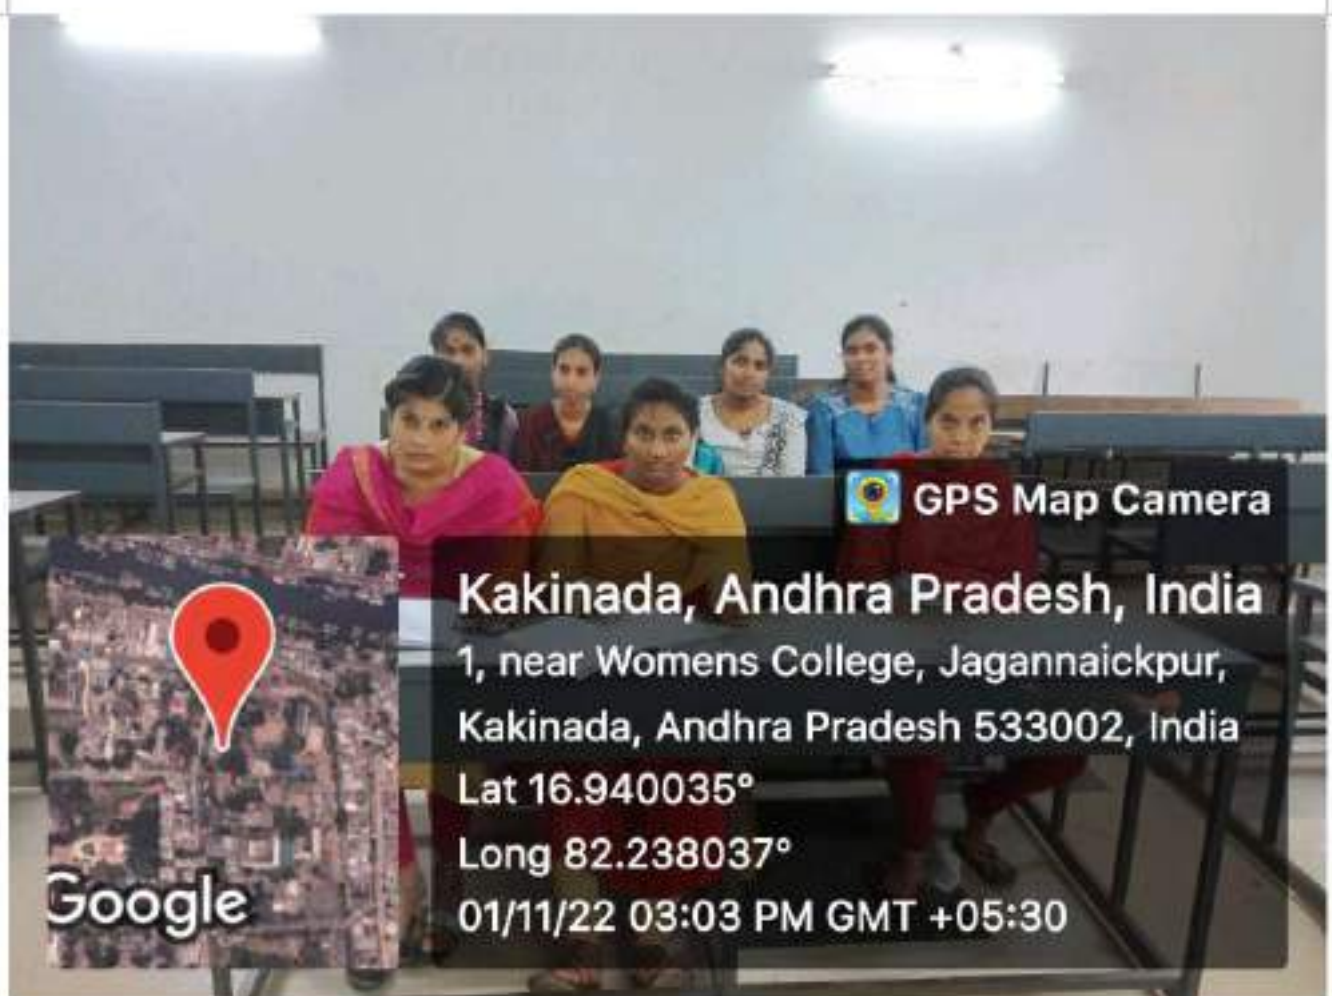 GPS Map Camera
Kakinada, Andhra Pradesh, India
1, near Womens College, Jagannaickpur,
Kakinada, Andhra Pradesh 533002, India
Lat 16.940035°
Long 82.238037°
01/11/22 03:03 PM GMT +05:30
Google